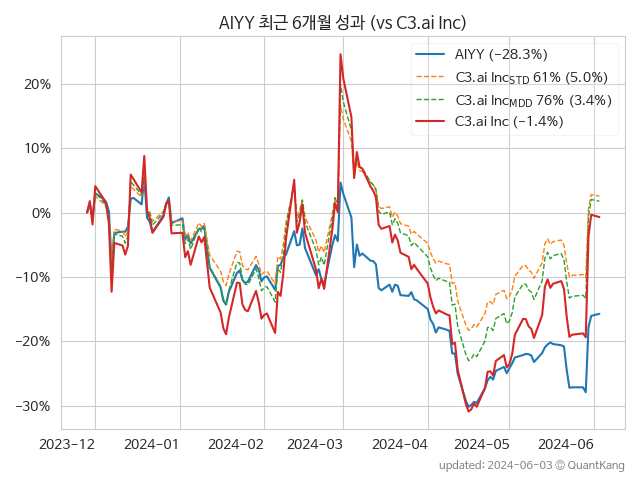 AIYY 최근 6개월 성과 (vs C3.ai Inc)
AIYY (−28.3%)
C3.ai Inc_STD 61% (5.0%)
C3.ai Inc_MDD 76% (3.4%)
C3.ai Inc (−1.4%)
20%
10%
0%
−10%
−20%
−30%
2023−12 2024−01 2024−02 2024−03 2024−04 2024−05 2024−06
updated: 2024-06-03 © QuantKang